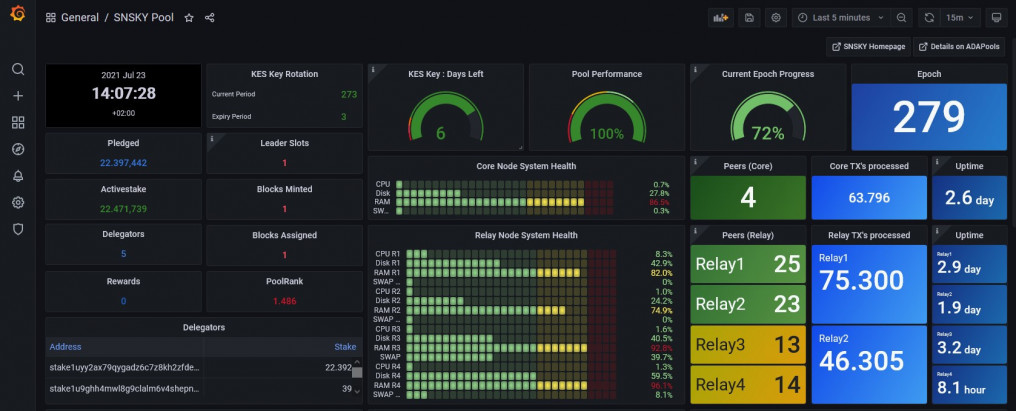 General / SNSKY Pool
Last 5 minutes
15m
SNSKY Homepage
Details on ADAPools
2021 Jul 23
14:07:28
+02:00
KES Key Rotation
Current Period 273
Expiry Period 3
KES Key : Days Left
6
Pool Performance
100%
Current Epoch Progress
72%
Epoch
279
Pledged
22.397,442
Leader Slots
1
Activestake
22.471,739
Blocks Minted
1
Delegators
5
Blocks Assigned
1
Rewards
0
PoolRank
1.486
Core Node System Health
CPU 0.7%
Disk 27.8%
RAM 86.5%
SW... 0.3%
Peers (Core)
4
Core TX's processed
63.796
Uptime
2.6 day
Relay Node System Health
CPU R1 8.3%
Disk R1 42.9%
RAM R1 82.0%
SWAP ... 0%
CPU R2 1.0%
Disk R2 24.2%
RAM R2 74.9%
SWAP ... 0%
CPU R3 1.6%
Disk R3 40.5%
RAM R3 92.8%
SWAP 39.7%
CPU R4 1.3%
Disk R4 59.5%
RAM R4 96.1%
SWAP ... 8.1%
Peers (Relay)
Relay1 25
Relay2 23
Relay3 13
Relay4 14
Relay TX's processed
Relay1
75.300
Relay2
46.305
Uptime
Relay1
2.9 day
Relay2
1.9 day
Relay3
3.2 day
Relay4
8.1 hour
Delegators
Address Stake
stake1uyy2ax79qygadz6c7z8kh2zfde... 22.392
stake1u9ghh4mwl8g9clalm6v4shepn... 39